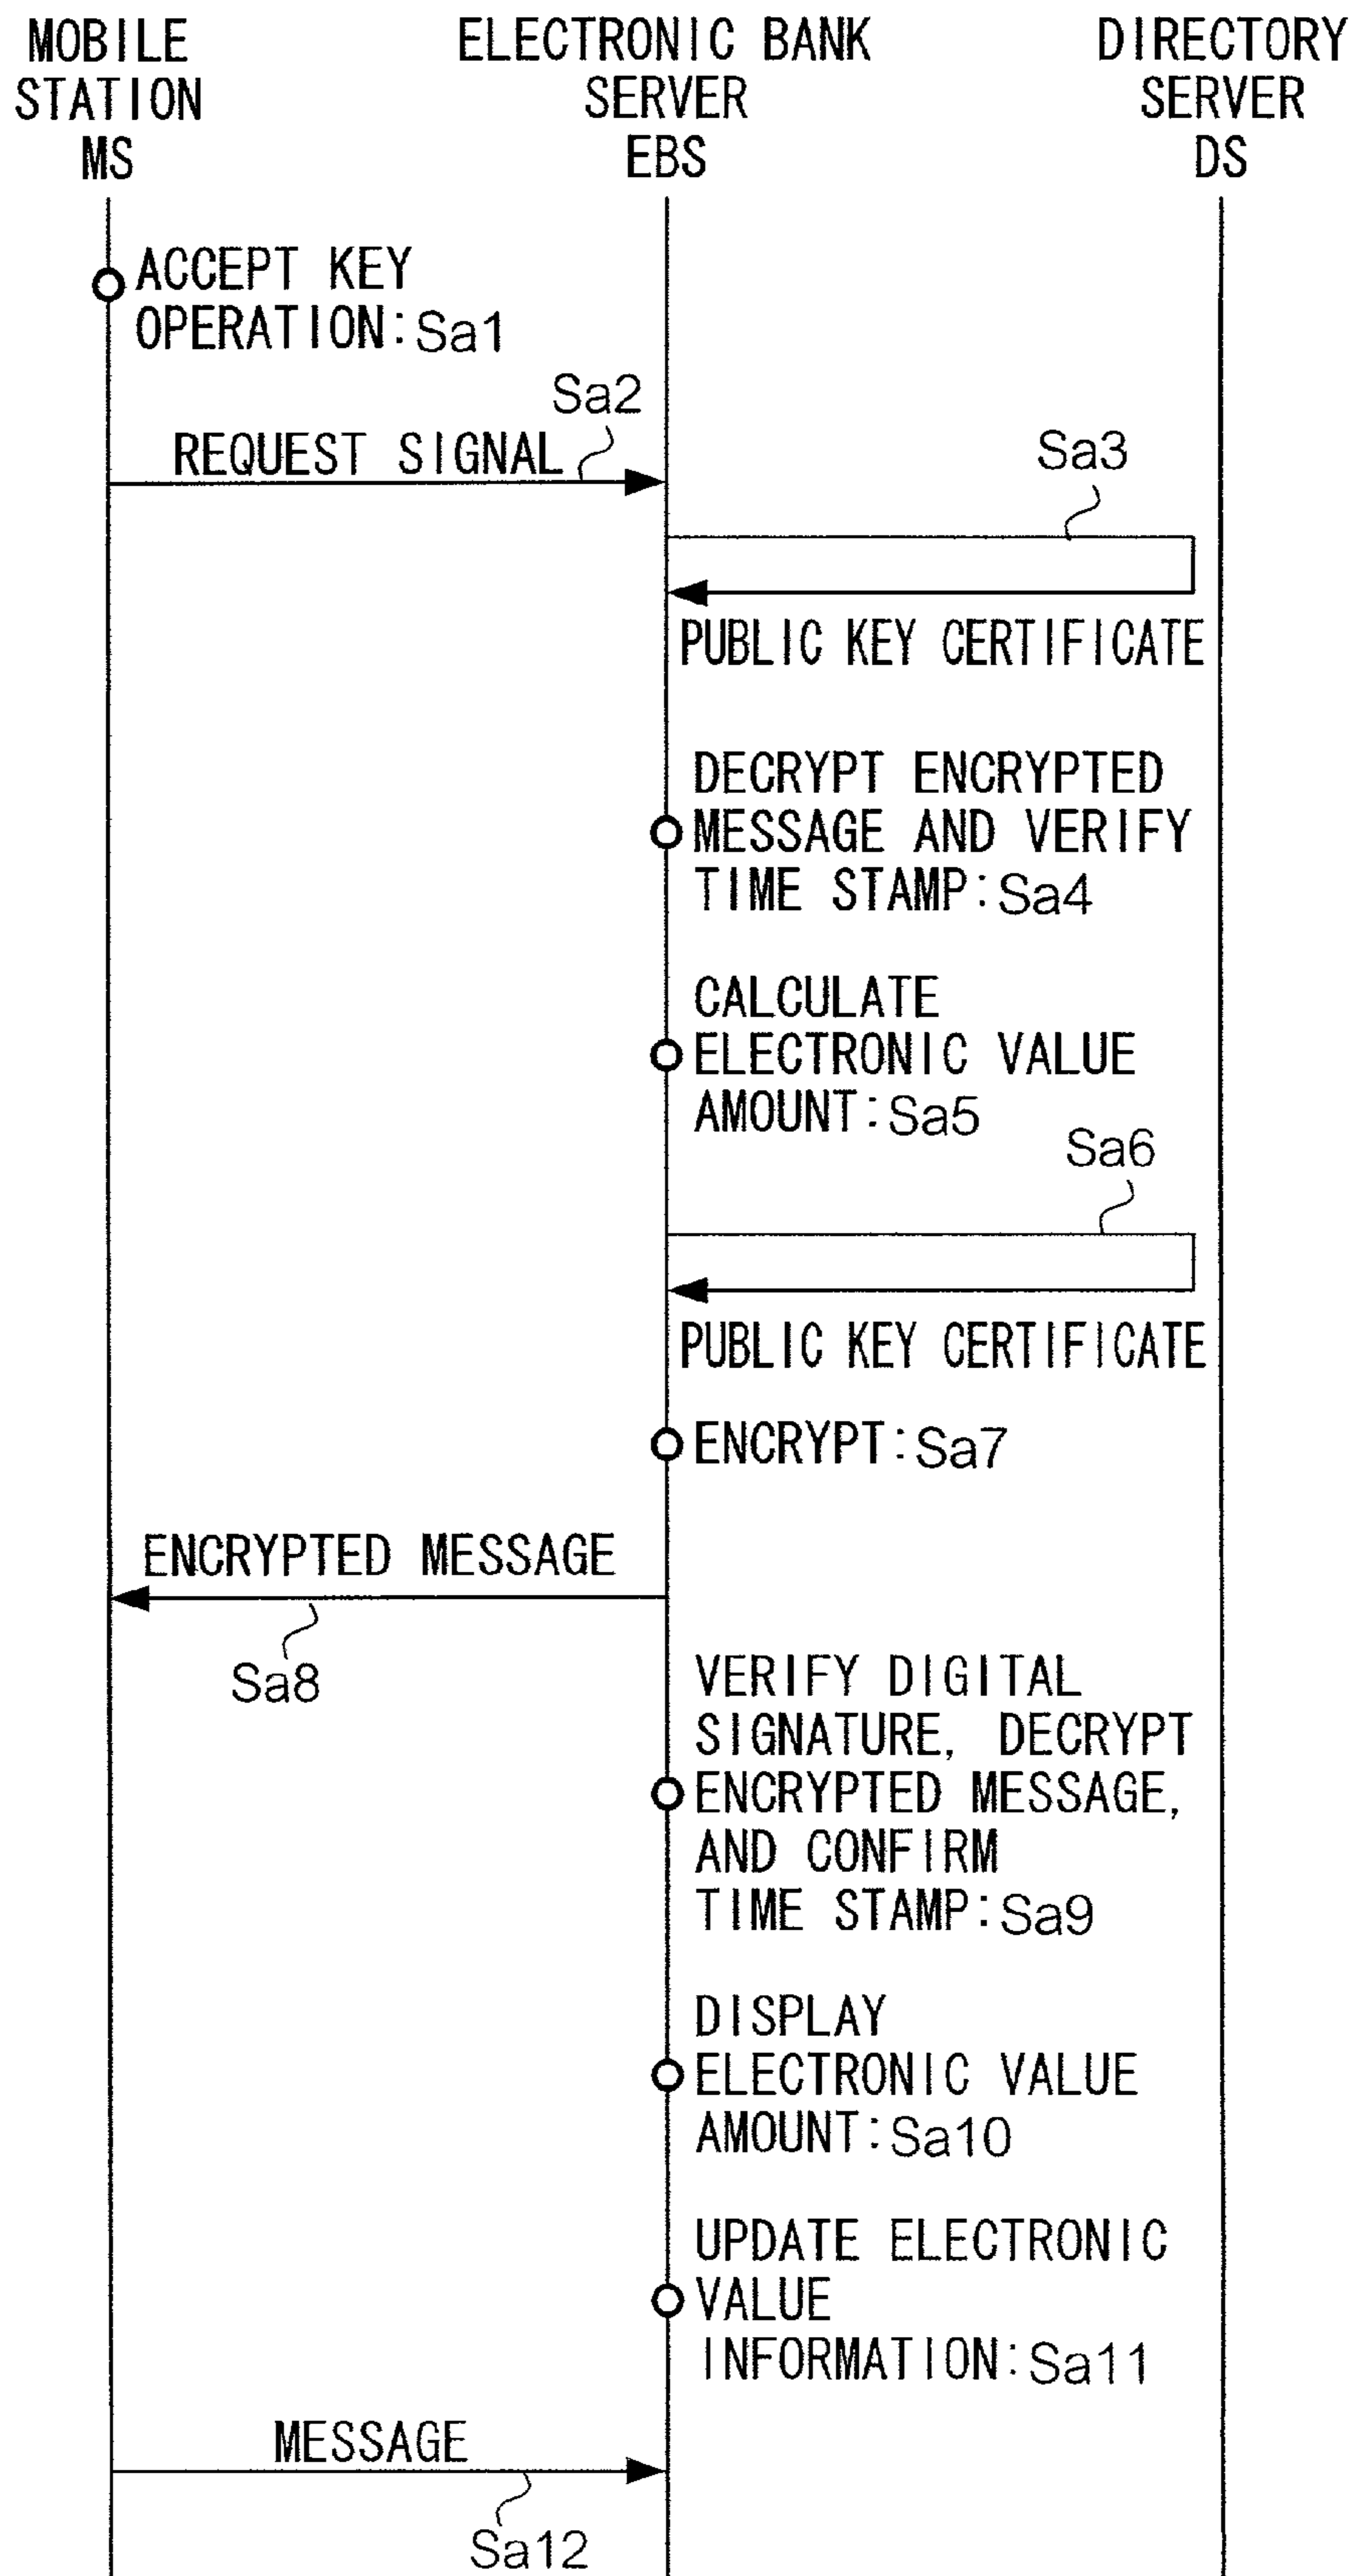 MOBILE
STATION
MS
ELECTRONIC BANK
SERVER
EBS
DIRECTORY
SERVER
DS
ACCEPT KEY
OPERATION:Sa1
Sa2
REQUEST SIGNAL
Sa3
PUBLIC KEY CERTIFICATE
DECRYPT ENCRYPTED
MESSAGE AND VERIFY
TIME STAMP:Sa4
CALCULATE
ELECTRONIC VALUE
AMOUNT:Sa5
Sa6
PUBLIC KEY CERTIFICATE
ENCRYPT:Sa7
ENCRYPTED MESSAGE
Sa8
VERIFY DIGITAL
SIGNATURE, DECRYPT
ENCRYPTED MESSAGE,
AND CONFIRM
TIME STAMP:Sa9
DISPLAY
ELECTRONIC VALUE
AMOUNT:Sa10
UPDATE ELECTRONIC
VALUE
INFORMATION:Sa11
MESSAGE
Sa12